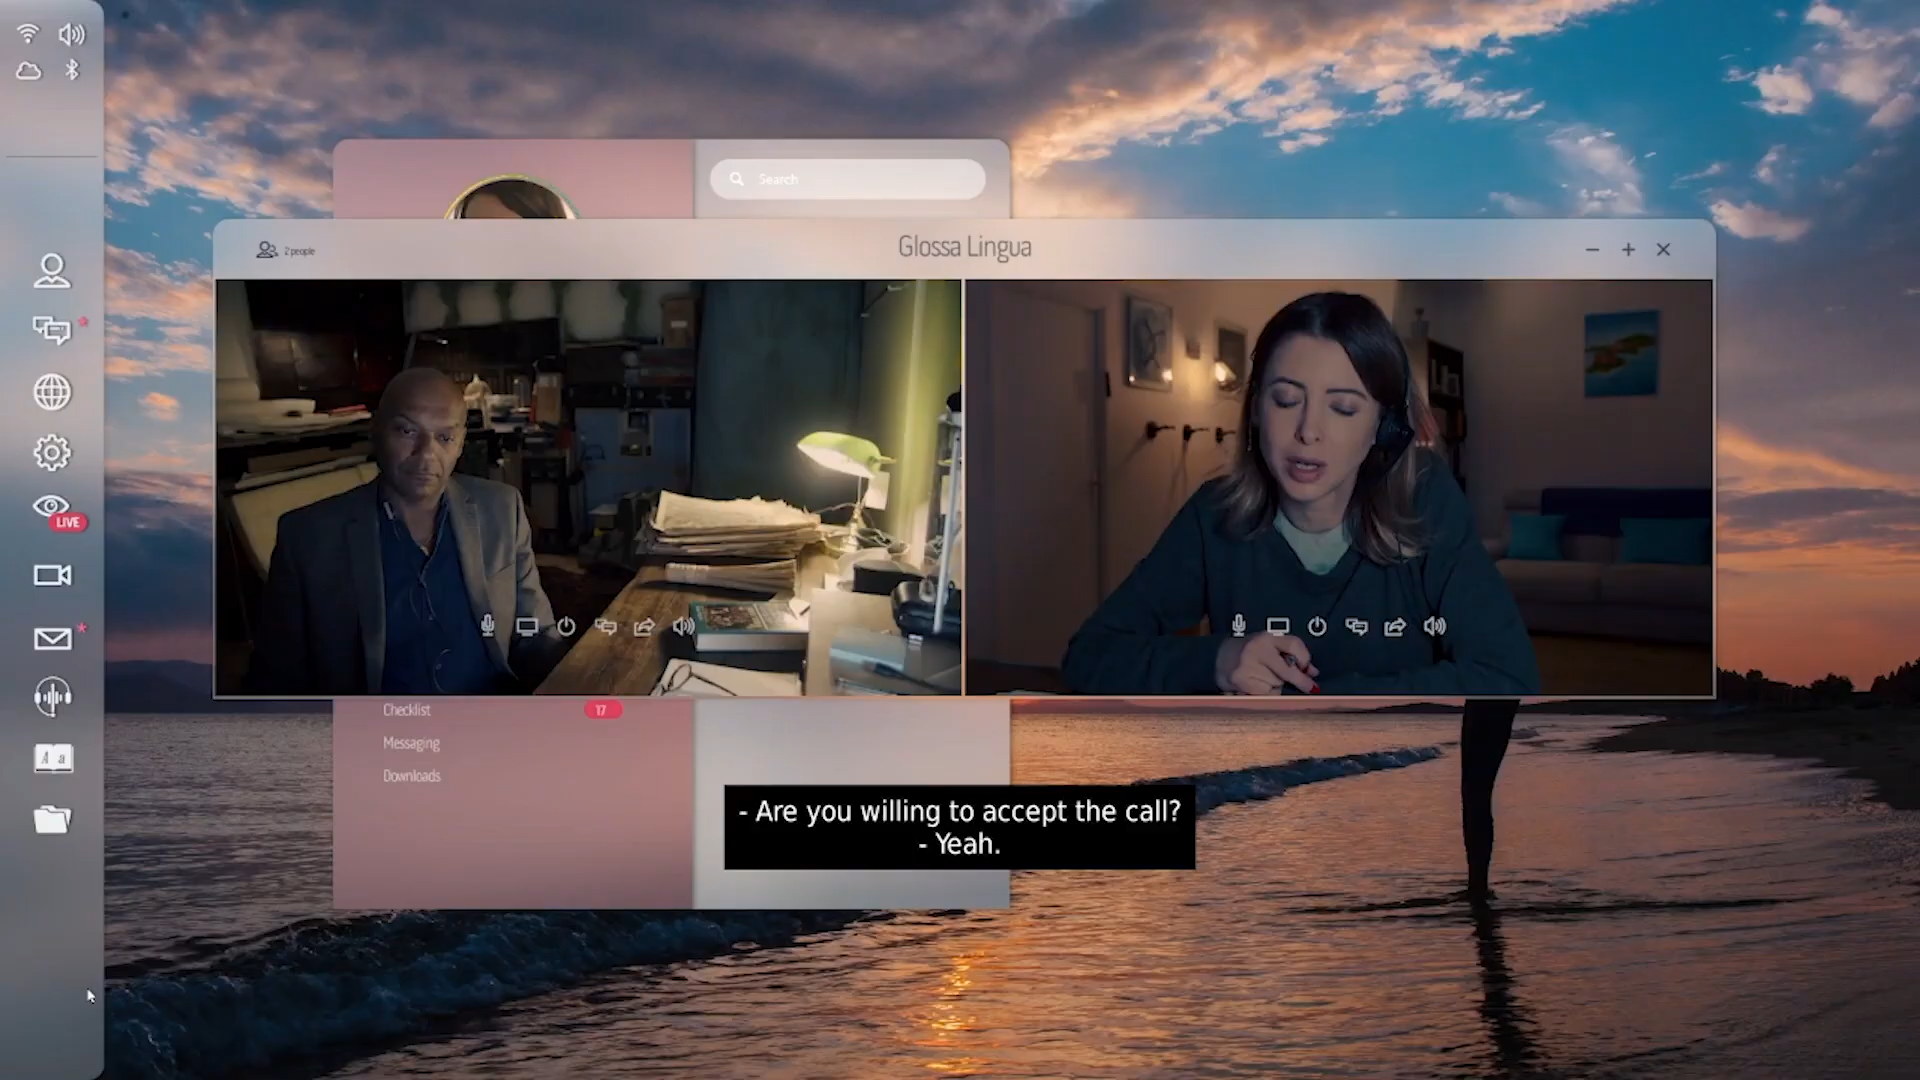 Search
2 people
Glossa Lingua
LIVE
A a
Checklist
17
Messaging
Downloads
- Are you willing to accept the call?
- Yeah.